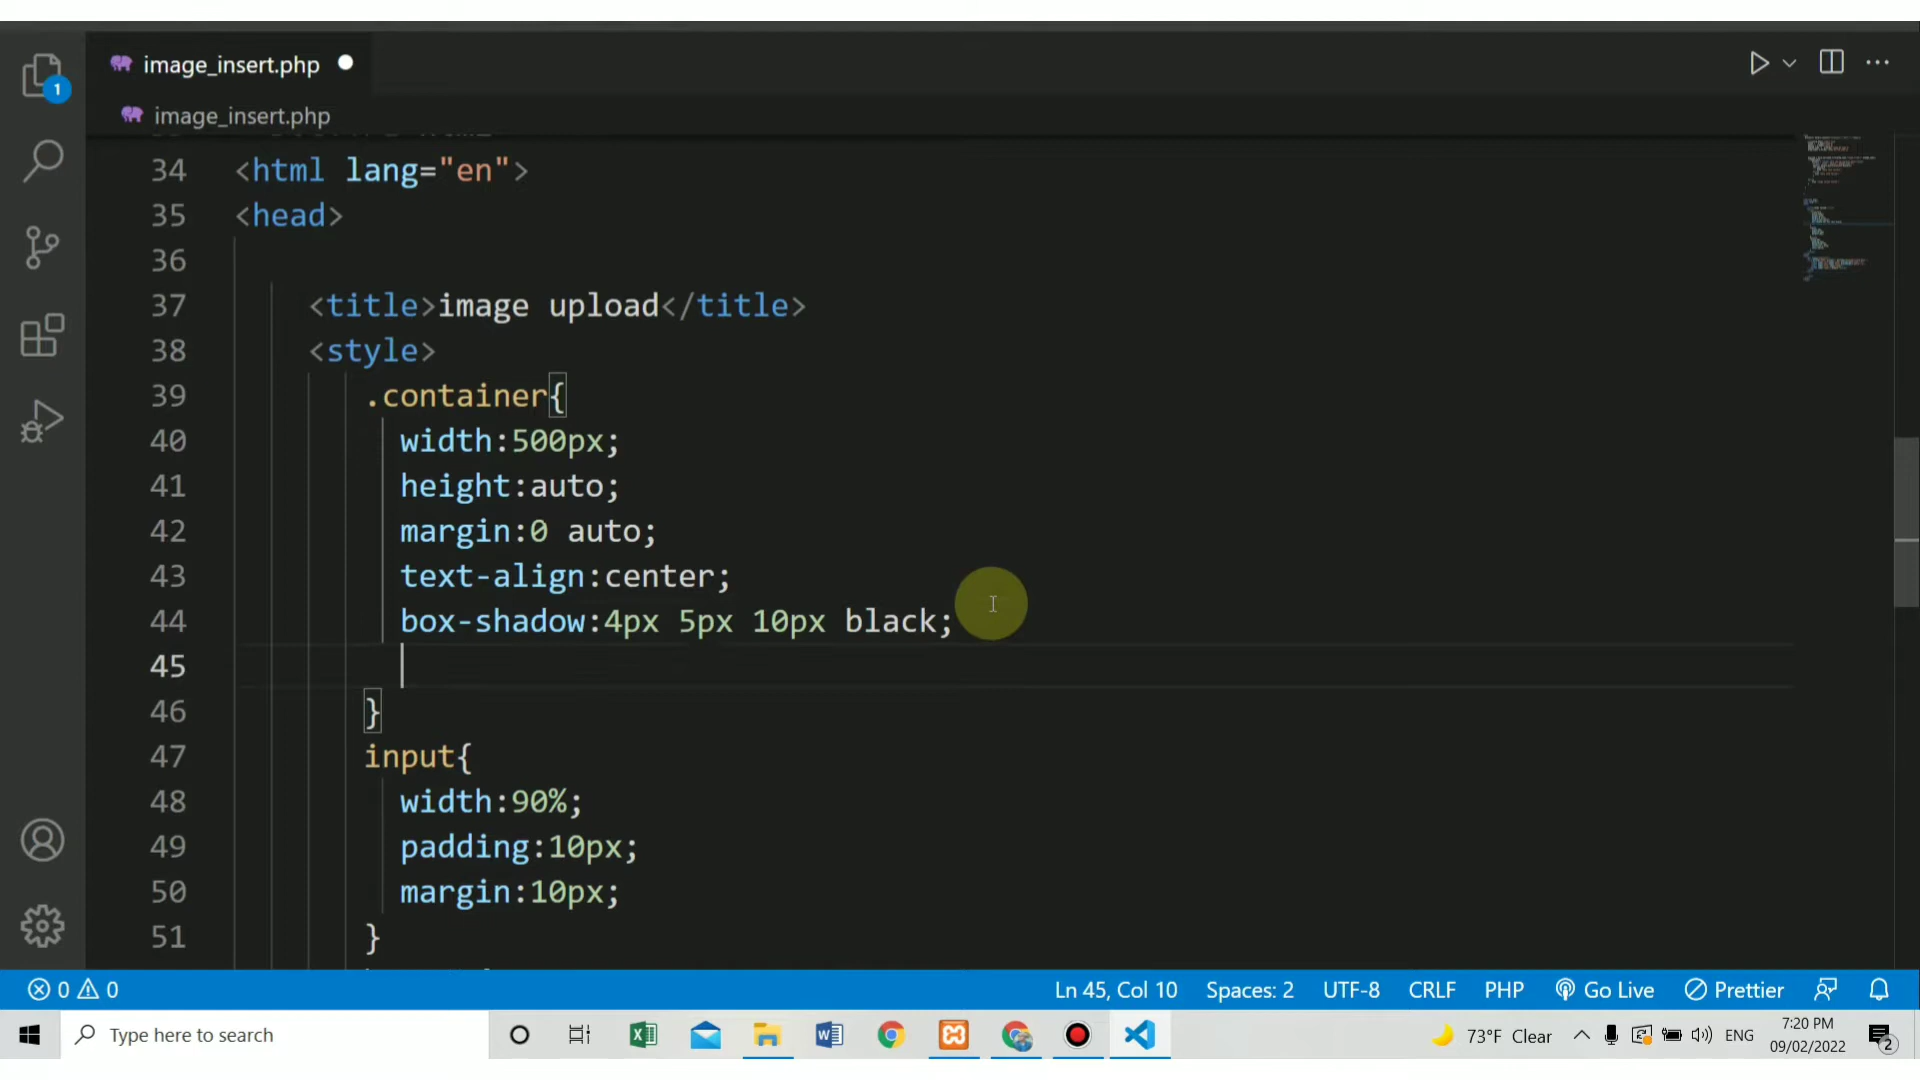 image_insert.php
image_insert.php
34 <html lang="en">
35 <head>
36
37 <title>image upload</title>
38 <style>
39 .container{
40 width:500px;
41 height:auto;
42 margin:0 auto;
43 text-align:center;
44 box-shadow:4px 5px 10px black;
45
46 }
47 input{
48 width:90%;
49 padding:10px;
50 margin:10px;
51 }
1
0 0 Ln 45, Col 10 Spaces: 2 UTF-8 CRLF PHP Go Live Prettier
Type here to search 73°F Clear ENG 7:20 PM
09/02/2022 2